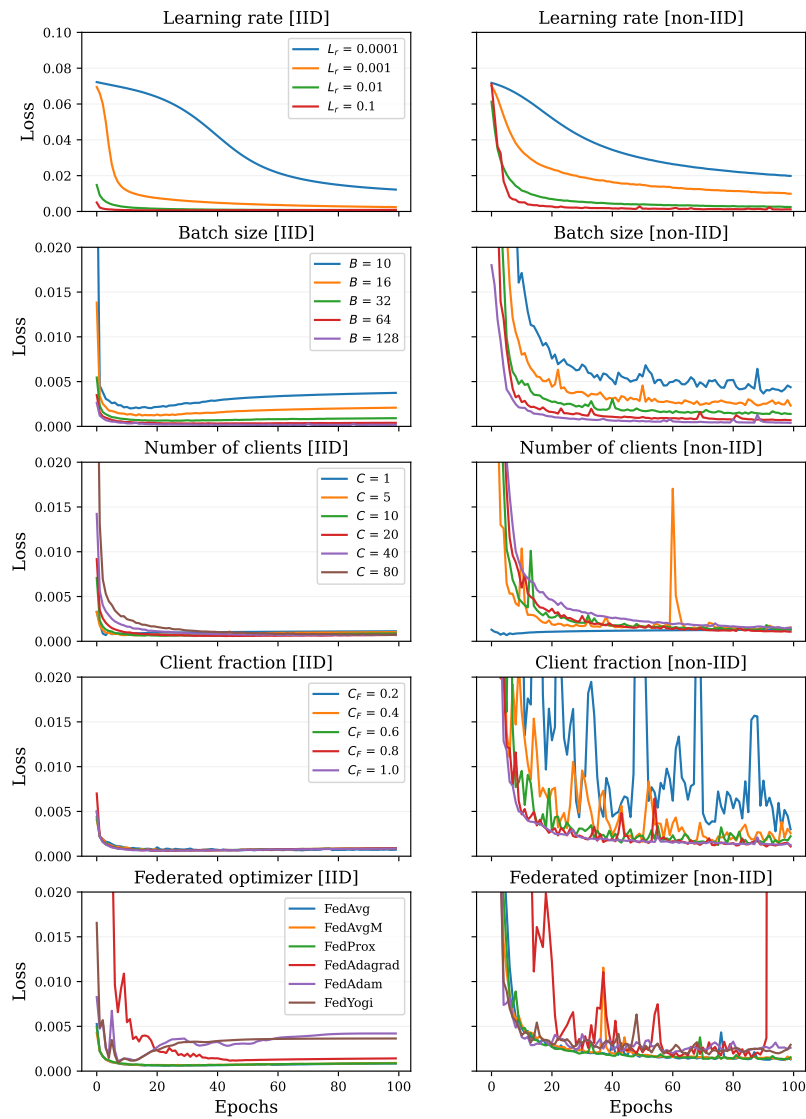 Learning rate [IID]
Learning rate [non-IID]
0.10
0.08
0.06
0.04
0.02
0.00
Loss
Lᵣ = 0.0001
Lᵣ = 0.001
Lᵣ = 0.01
Lᵣ = 0.1
Batch size [IID]
Batch size [non-IID]
0.020
0.015
0.010
0.005
0.000
Loss
B = 10
B = 16
B = 32
B = 64
B = 128
Number of clients [IID]
Number of clients [non-IID]
0.020
0.015
0.010
0.005
0.000
Loss
C = 1
C = 5
C = 10
C = 20
C = 40
C = 80
Client fraction [IID]
Client fraction [non-IID]
0.020
0.015
0.010
0.005
0.000
Loss
C_F = 0.2
C_F = 0.4
C_F = 0.6
C_F = 0.8
C_F = 1.0
Federated optimizer [IID]
Federated optimizer [non-IID]
0.020
0.015
0.010
0.005
0.000
Loss
FedAvg
FedAvgM
FedProx
FedAdagrad
FedAdam
FedYogi
0 20 40 60 80 100
0 20 40 60 80 100
Epochs
Epochs